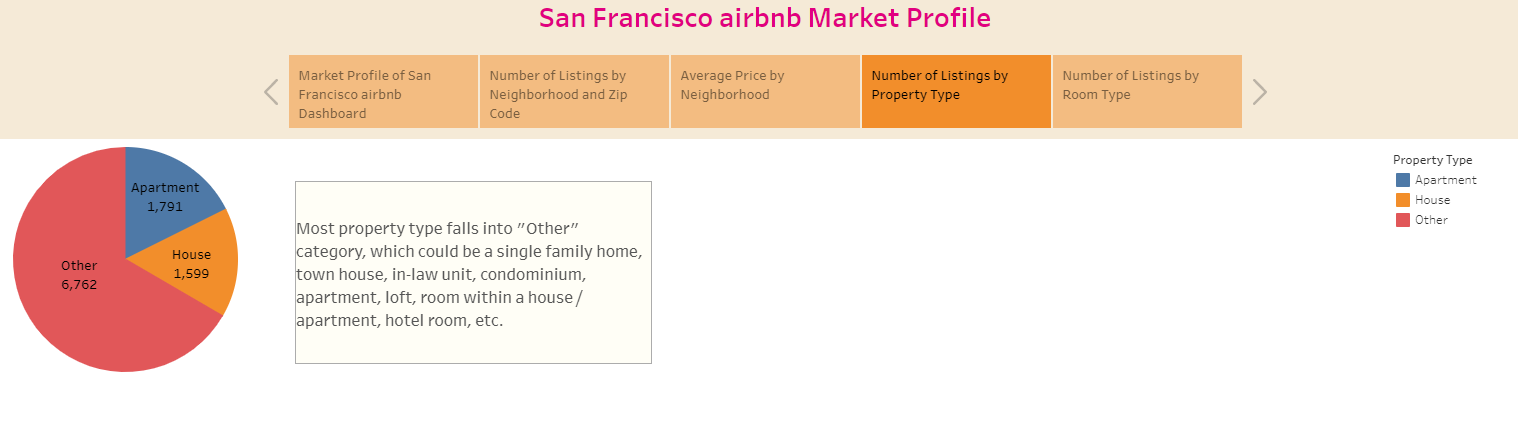 San Francisco airbnb Market Profile
Market Profile of San
Francisco airbnb
Dashboard
Number of Listings by
Neighborhood and Zip
Code
Average Price by
Neighborhood
Number of Listings by
Property Type
Number of Listings by
Room Type
Apartment
1,791
House
1,599
Other
6,762
Most property type falls into "Other"
category, which could be a single family home,
town house, in-law unit, condominium,
apartment, loft, room within a house /
apartment, hotel room, etc.
Property Type
Apartment
House
Other